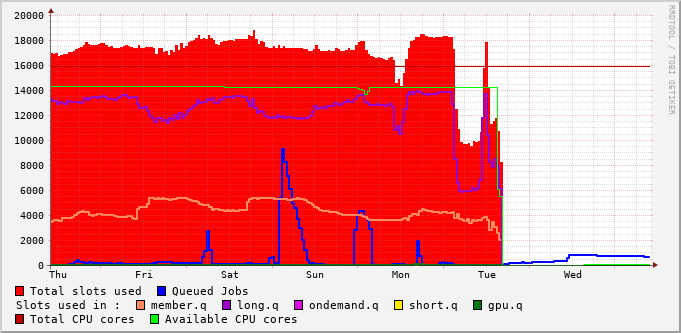 20000
18000
16000
14000
12000
10000
8000
6000
4000
2000
0
Thu Fri Sat Sun Mon Tue Wed
RRDTOOL / TOBI OETIKER
Total slots used Queued Jobs
Slots used in : member.q long.q ondemand.q short.q gpu.q
Total CPU cores Available CPU cores